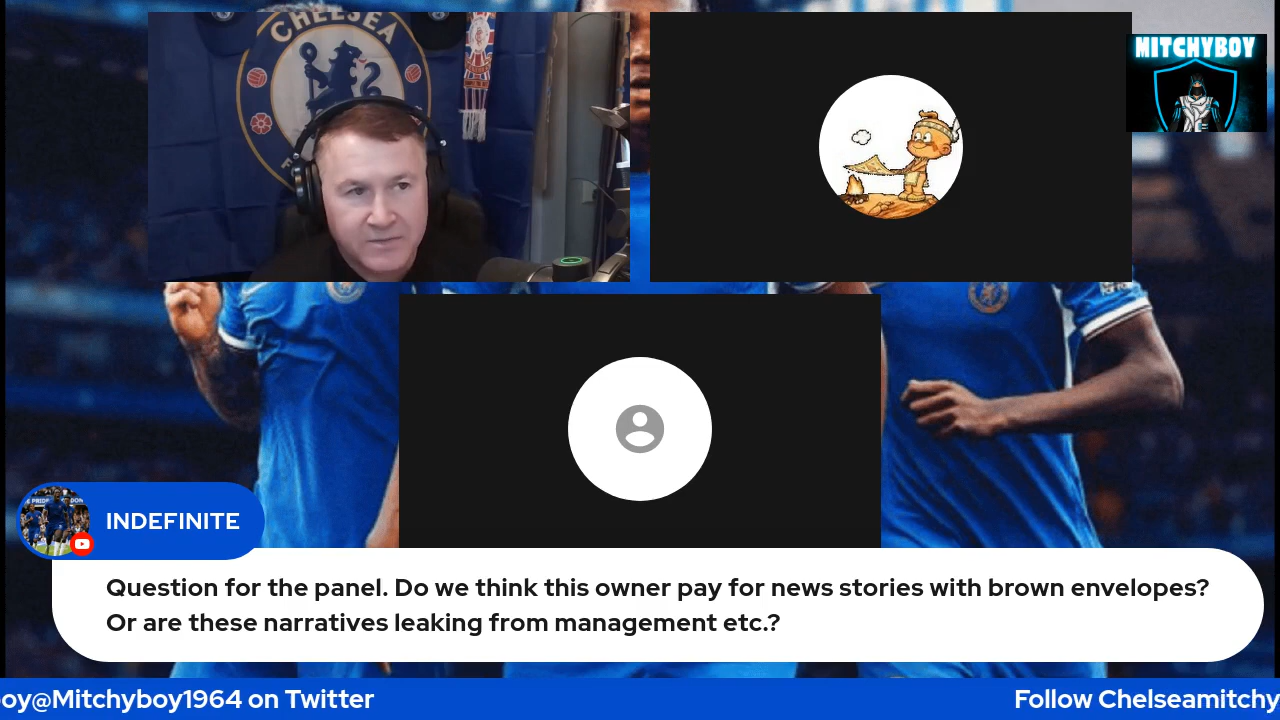 CHELSEA
MITCHYBOY
INDEFINITE
Question for the panel. Do we think this owner pay for news stories with brown envelopes?
Or are these narratives leaking from management etc.?
oy@Mitchyboy1964 on Twitter
Follow Chelseamitchy